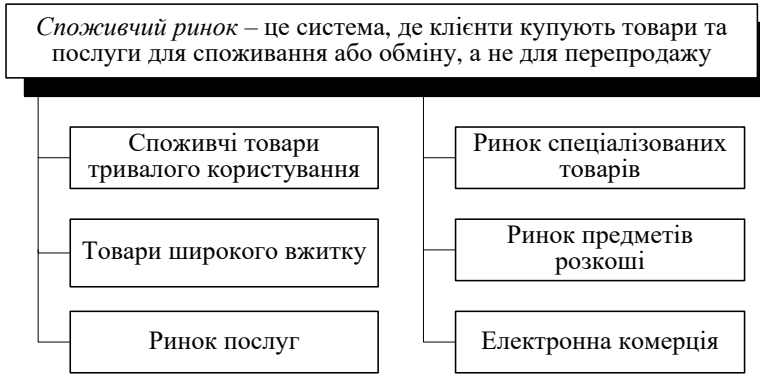 Споживчий ринок – це система, де клієнти купують товари та
послуги для споживання або обміну, а не для перепродажу
Споживчі товари
тривалого користування
Товари широкого вжитку
Ринок послуг
Ринок спеціалізованих
товарів
Ринок предметів
розкоші
Електронна комерція